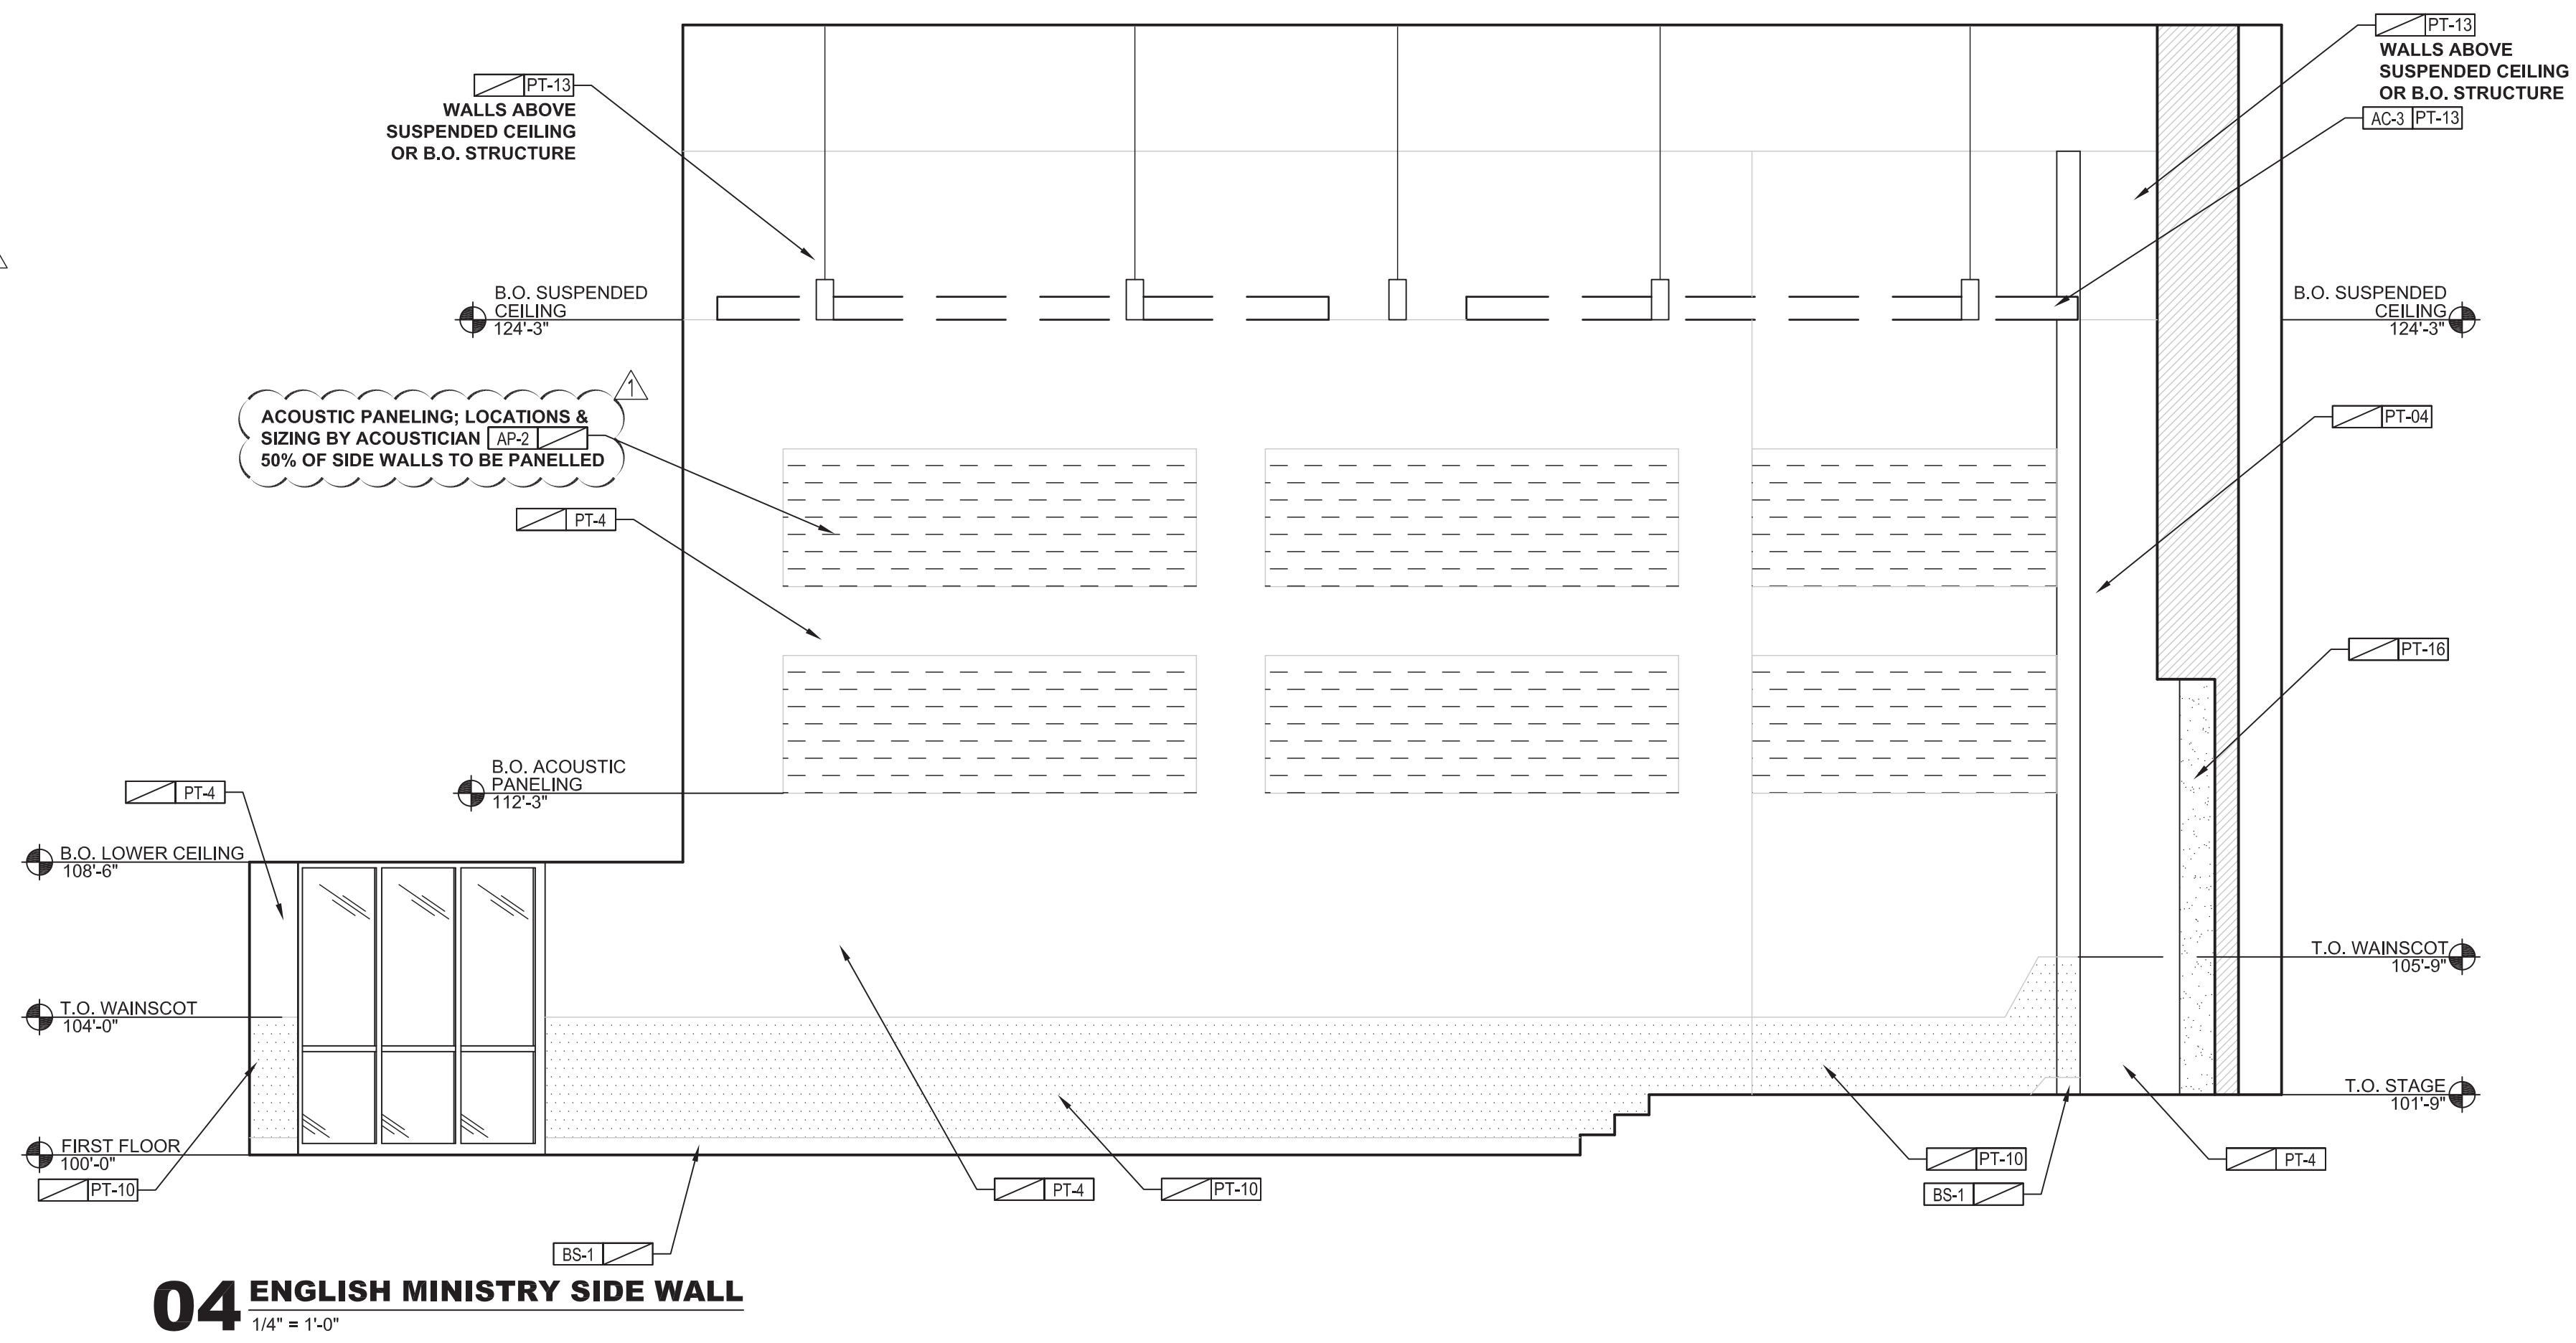 PT-13
WALLS ABOVE
SUSPENDED CEILING
OR B.O. STRUCTURE
PT-13
WALLS ABOVE
SUSPENDED CEILING
OR B.O. STRUCTURE
AC-3 PT-13
B.O. SUSPENDED
CEILING
124'-3"
B.O. SUSPENDED
CEILING
124'-3"
1
ACOUSTIC PANELING; LOCATIONS &
SIZING BY ACOUSTICIAN AP-2
50% OF SIDE WALLS TO BE PANELLED
PT-04
PT-4
PT-16
B.O. ACOUSTIC
PANELING
112'-3"
PT-4
B.O. LOWER CEILING
108'-6"
T.O. WAINSCOT
105'-9"
T.O. WAINSCOT
104'-0"
T.O. STAGE
101'-9"
FIRST FLOOR
100'-0"
PT-10
PT-4
PT-10
PT-10
PT-4
BS-1
BS-1
04 ENGLISH MINISTRY SIDE WALL
1/4" = 1'-0"